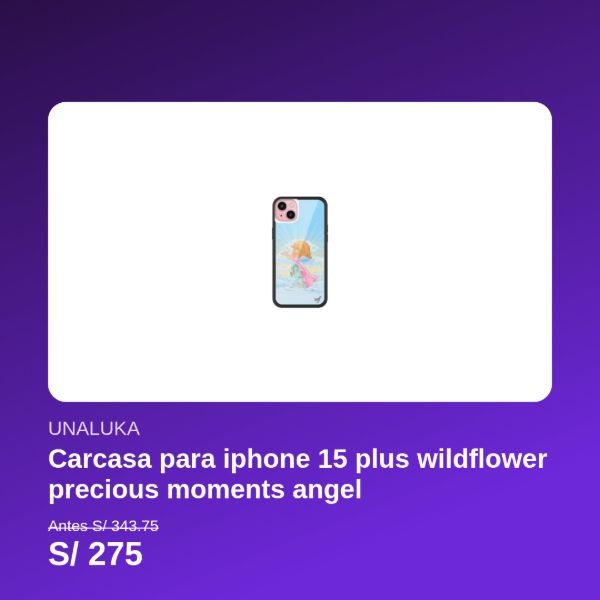 UNALUKA
Carcasa para iphone 15 plus wildflower
precious moments angel
Antes S/ 343.75
S/ 275